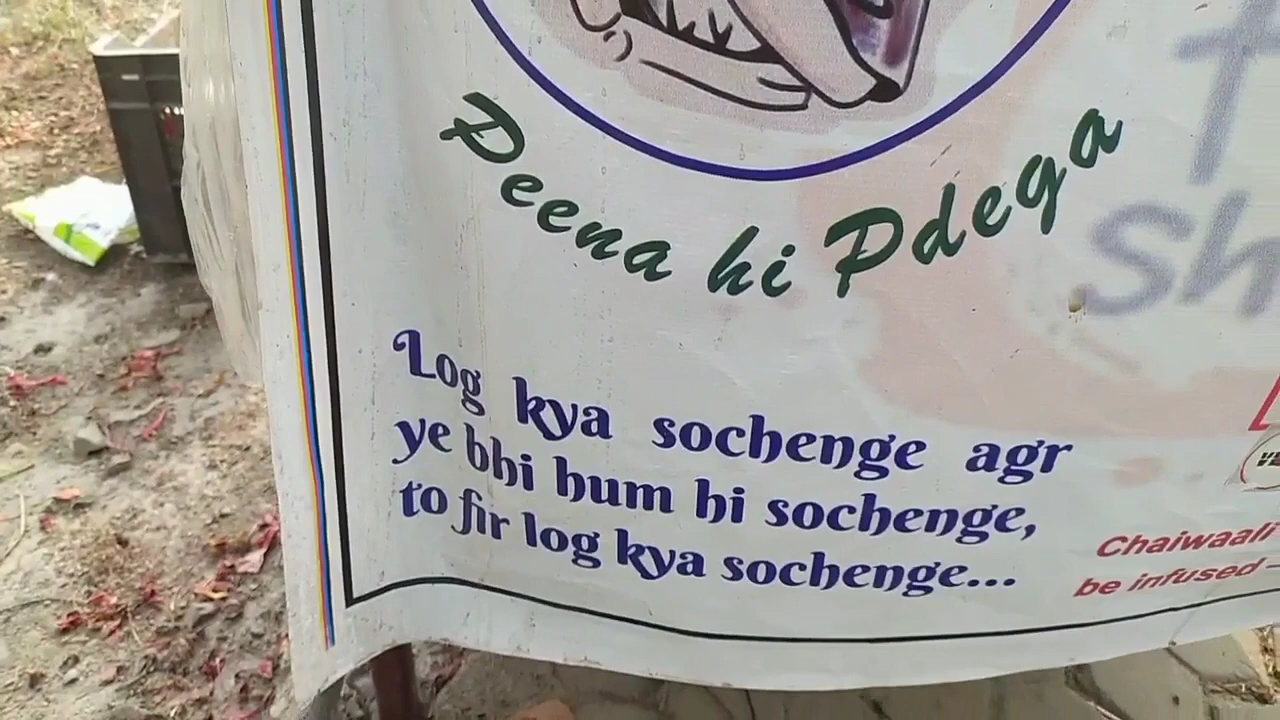 Peena hi Pdega
Log kya sochenge agr
ye bhi hum hi sochenge,
to fir log kya sochenge...
Chaiwaali
be infused –